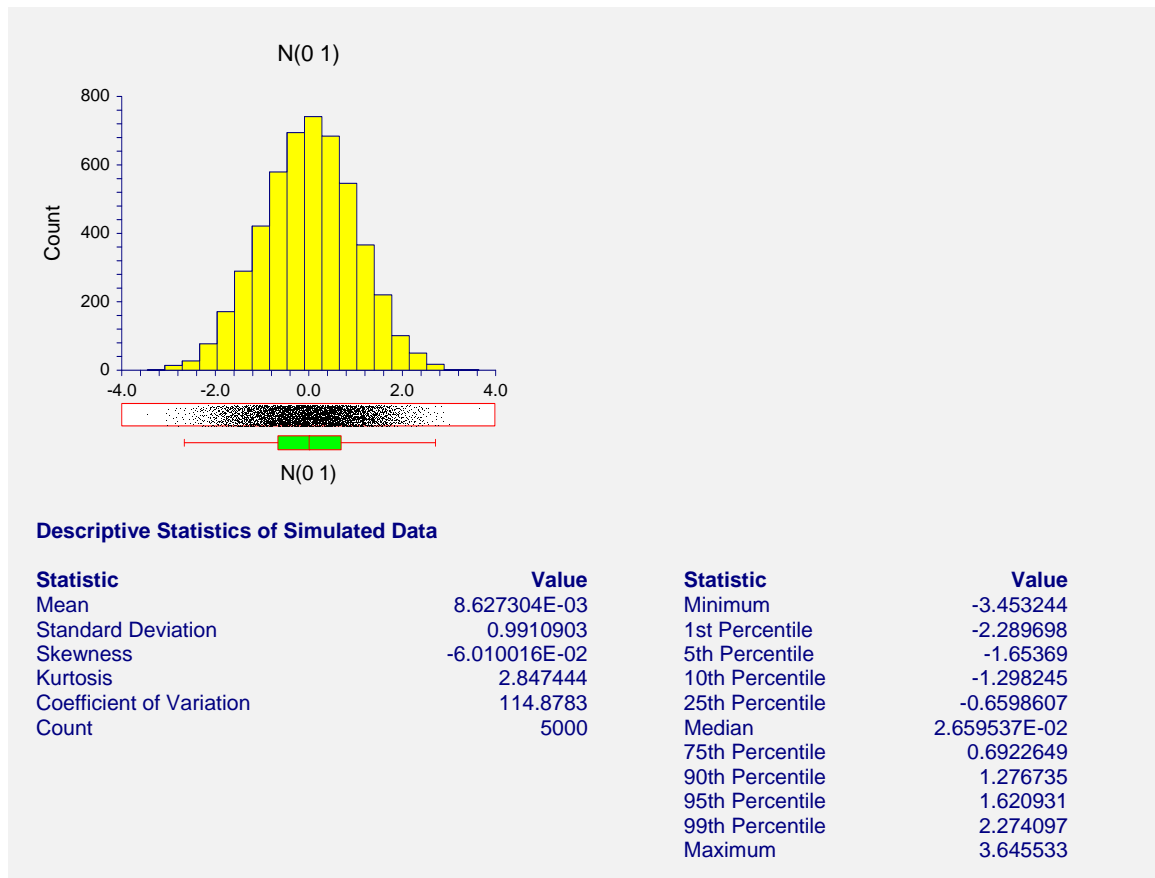 N(0 1)
800
600
400
200
0
Count
-4.0 -2.0 0.0 2.0 4.0
N(0 1)
Descriptive Statistics of Simulated Data
Statistic Value Statistic Value
Mean 8.627304E-03 Minimum -3.453244
Standard Deviation 0.9910903 1st Percentile -2.289698
Skewness -6.010016E-02 5th Percentile -1.65369
Kurtosis 2.847444 10th Percentile -1.298245
Coefficient of Variation 114.8783 25th Percentile -0.6598607
Count 5000 Median 2.659537E-02
75th Percentile 0.6922649
90th Percentile 1.276735
95th Percentile 1.620931
99th Percentile 2.274097
Maximum 3.645533